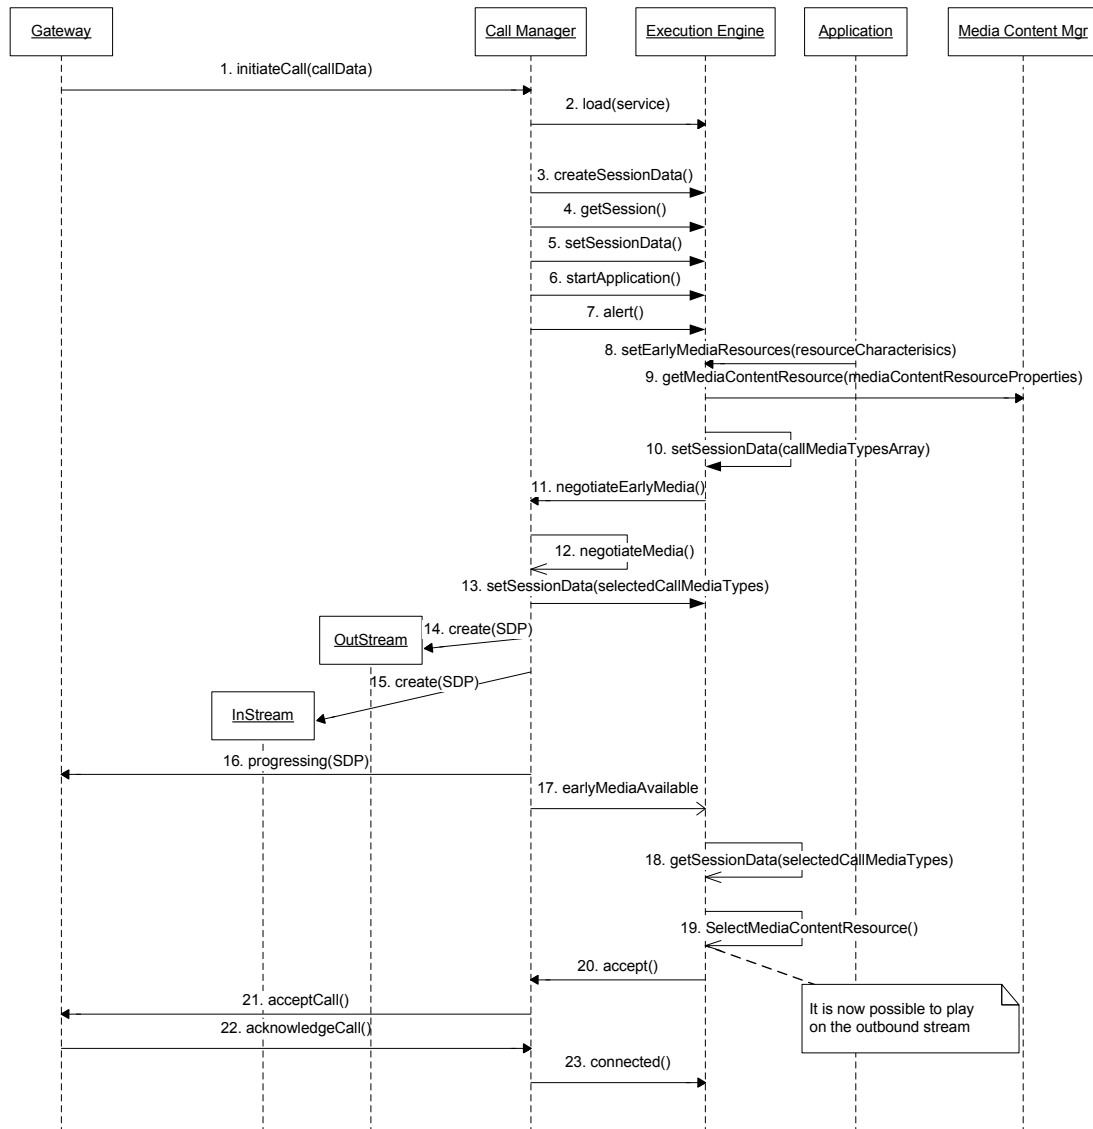 Gateway
Call Manager
Execution Engine
Application
Media Content Mgr
1. initiateCall(callData)
2. load(service)
3. createSessionData()
4. getSession()
5. setSessionData()
6. startApplication()
7. alert()
8. setEarlyMediaResources(resourceCharacterisics)
9. getMediaContentResource(mediaContentResourceProperties)
10. setSessionData(callMediaTypesArray)
11. negotiateEarlyMedia()
12. negotiateMedia()
13. setSessionData(selectedCallMediaTypes)
14. create(SDP)
OutStream
15. create(SDP)
InStream
16. progressing(SDP)
17. earlyMediaAvailable
18. getSessionData(selectedCallMediaTypes)
19. SelectMediaContentResource()
20. accept()
21. acceptCall()
It is now possible to play
on the outbound stream
22. acknowledgeCall()
23. connected()